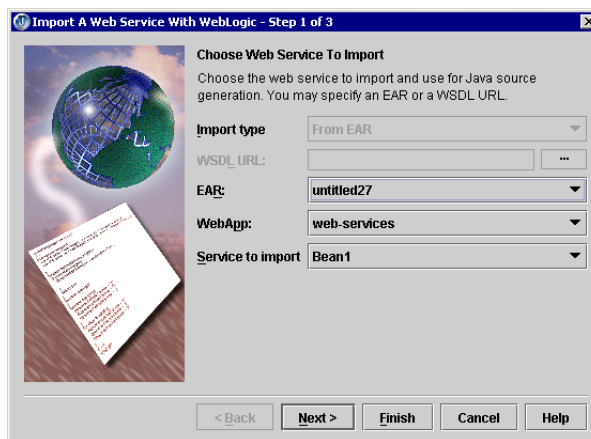 Import A Web Service With WebLogic - Step 1 of 3
Choose Web Service To Import
Choose the web service to import and use for Java source
generation. You may specify an EAR or a WSDL URL.
Import type From EAR
WSDL URL: ...
EAR: untitled27
WebApp: web-services
Service to import Bean1
< Back Next > Finish Cancel Help